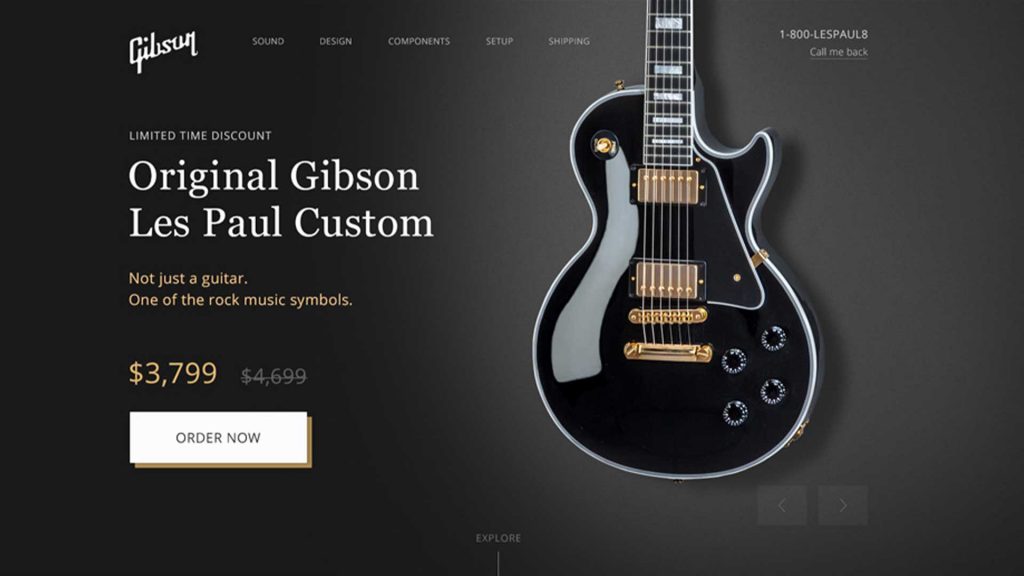 Gibson
SOUND
DESIGN
COMPONENTS
SETUP
SHIPPING
1-800-LESPAUL8
Call me back
LIMITED TIME DISCOUNT
Original Gibson
Les Paul Custom
Not just a guitar.
One of the rock music symbols.
$3,799 $4,699
ORDER NOW
EXPLORE